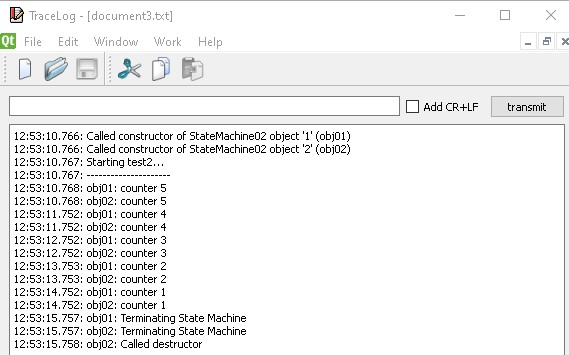 TraceLog - [document3.txt]
Qt File Edit Window Work Help
Add CR+LF transmit
12:53:10.766: Called constructor of StateMachine02 object '1' (obj01)
12:53:10.766: Called constructor of StateMachine02 object '2' (obj02)
12:53:10.767: Starting test2...
12:53:10.767: ---------------------
12:53:10.768: obj01: counter 5
12:53:10.768: obj02: counter 5
12:53:11.752: obj01: counter 4
12:53:11.752: obj02: counter 4
12:53:12.752: obj01: counter 3
12:53:12.752: obj02: counter 3
12:53:13.753: obj01: counter 2
12:53:13.753: obj02: counter 2
12:53:14.752: obj01: counter 1
12:53:14.752: obj02: counter 1
12:53:15.757: obj01: Terminating State Machine
12:53:15.757: obj02: Terminating State Machine
12:53:15.758: obj02: Called destructor